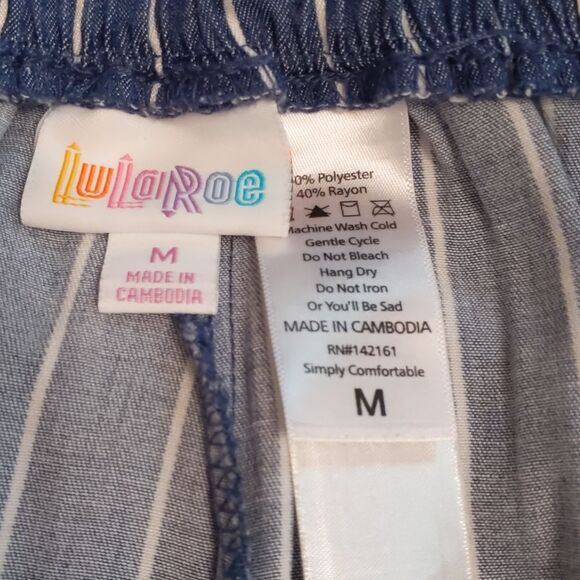 LuLaRoe
M
MADE IN
CAMBODIA
0% Polyester
40% Rayon
Machine Wash Cold
Gentle Cycle
Do Not Bleach
Hang Dry
Do Not Iron
Or You'll Be Sad
MADE IN CAMBODIA
RN#142161
Simply Comfortable
M